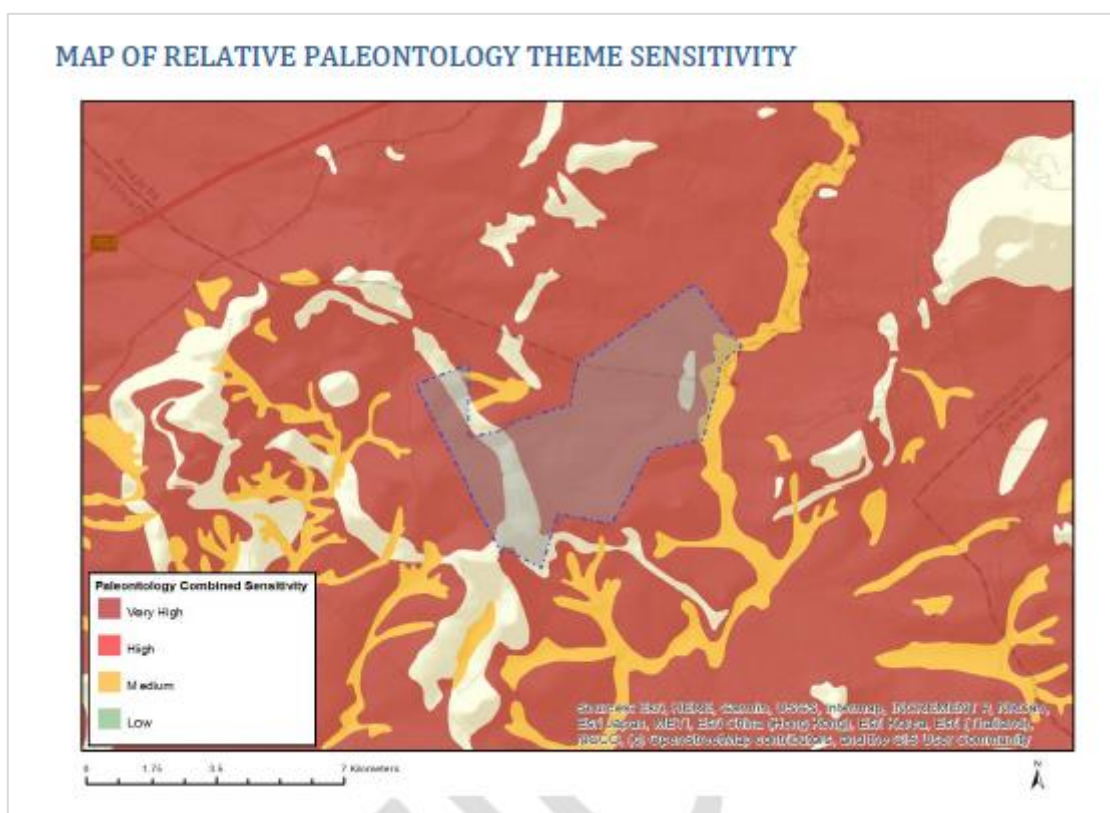 MAP OF RELATIVE PALEONTOLOGY THEME SENSITIVITY
Paleontology Combined Sensitivity
Very High
High
Medium
Low
Sources: Esri, HERE, Garmin, USGS, Intermap, INCREMENT P, NRCan,
Esri Japan, METI, Esri China (Hong Kong), Esri Korea, Esri (Thailand),
NGCC, (c) OpenStreetMap contributors, and the GIS User Community
0 1.75 3.5 7 Kilometers
N